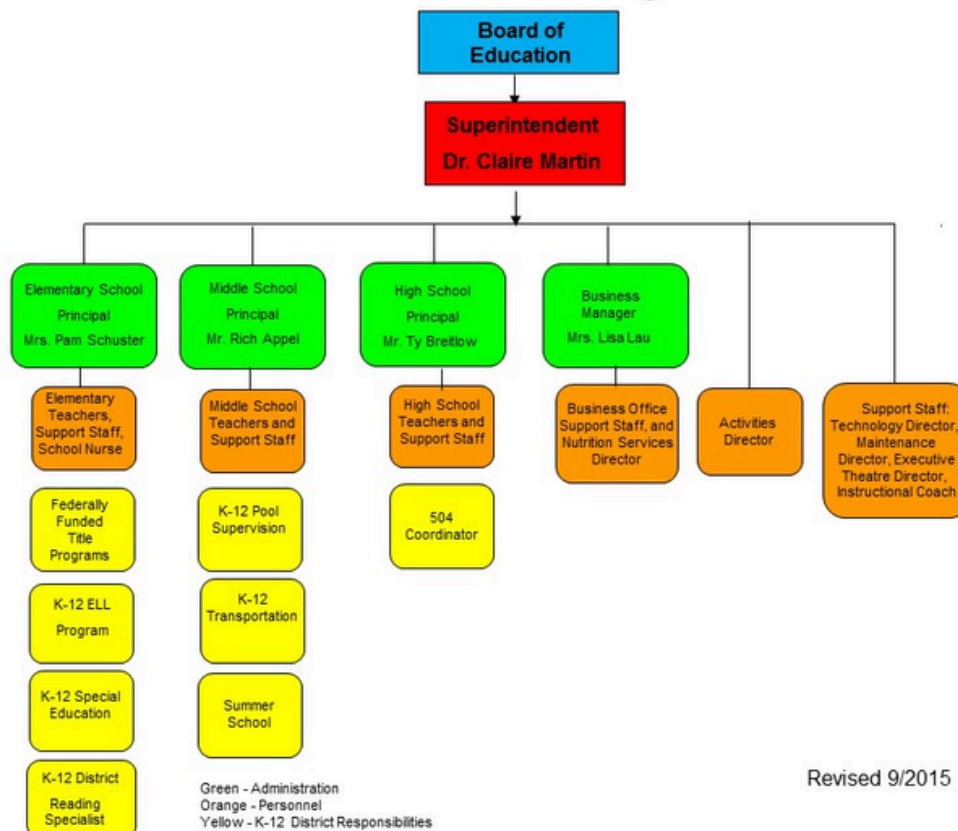 Board of
Education
Superintendent
Dr. Claire Martin
Elementary School
Principal
Mrs. Pam Schuster
Middle School
Principal
Mr. Rich Appel
High School
Principal
Mr. Ty Breitlow
Business
Manager
Mrs. Lisa Lau
Elementary
Teachers,
Support Staff,
School Nurse
Middle School
Teachers and
Support Staff
High School
Teachers and
Support Staff
Business Office
Support Staff, and
Nutrition Services
Director
Activities
Director
Support Staff:
Technology Director,
Maintenance
Director, Executive
Theatre Director,
Instructional Coach
Federally
Funded
Title
Programs
K-12 Pool
Supervision
504
Coordinator
K-12 ELL
Program
K-12
Transportation
K-12 Special
Education
Summer
School
K-12 District
Reading
Specialist
Green - Administration
Orange - Personnel
Yellow - K-12 District Responsibilities
Revised 9/2015